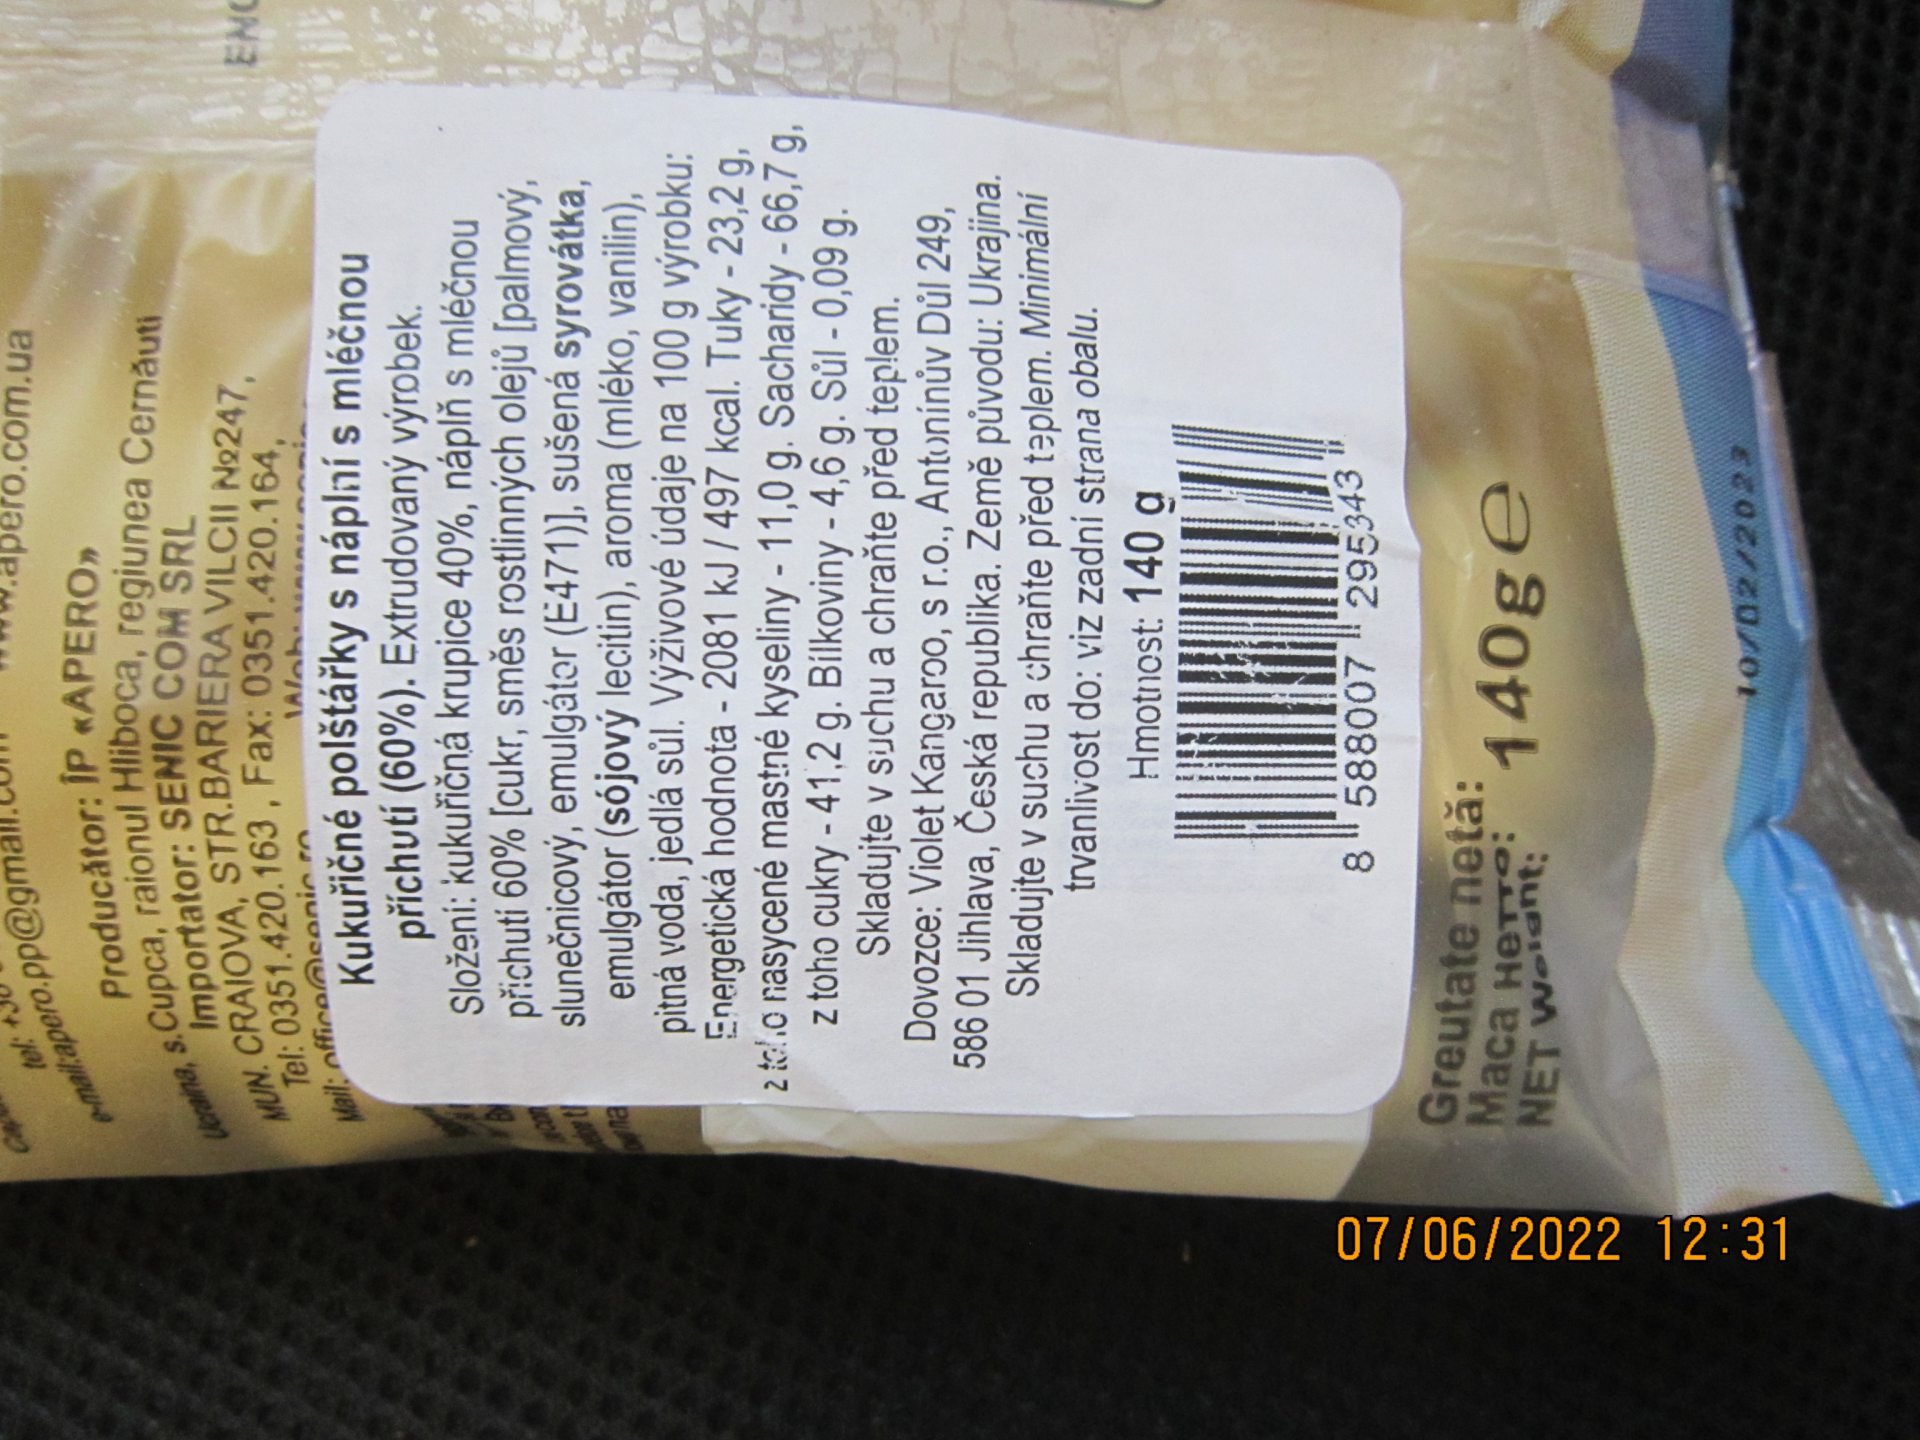 www.apero.com.ua
e-mail:apero.pp@gmail.com
Producător: ÎP «APERO»
s.Cupca, raionul Hliboca, regiunea Cernăuti
Importator: SENIC COM SRL
MUN. CRAIOVA, STR.BARIERA VILCII №247,
Tel: 0351.420.163 , Fax: 0351.420.164,
Kukuřičné polštářky s náplní s mléčnou
příchutí (60%). Extrudovaný výrobek.
Složení: kukuřičná krupice 40%, náplň s mléčnou
příchutí 60% [cukr, směs rostlinných olejů [palmový,
slunečnicový, emulgátor (E471)], sušená syrovátka,
emulgátor (sójový lecitin), aroma (mléko, vanilin),
pitná voda, jedlá sůl. Výživové údaje na 100 g výrobku:
Energetická hodnota - 2081 kJ / 497 kcal. Tuky - 23,2 g,
z toho nasycené mastné kyseliny - 11,0 g. Sacharidy - 66,7 g,
z toho cukry - 41,2 g. Bílkoviny - 4,6 g. Sůl - 0,09 g.
Skladujte v suchu a chraňte před teplem.
Dovozce: Violet Kangaroo, s r.o., Antonínův Důl 249,
586 01 Jihlava, Česká republika. Země původu: Ukrajina.
Skladujte v suchu a chraňte před teplem. Minimální
trvanlivost do: viz zadní strana obalu.
Hmotnost: 140 g
8 588007 295343
Greutate netă:
Маса нетто: 140g e
NET weight:
10/02/2023
07/06/2022 12:31